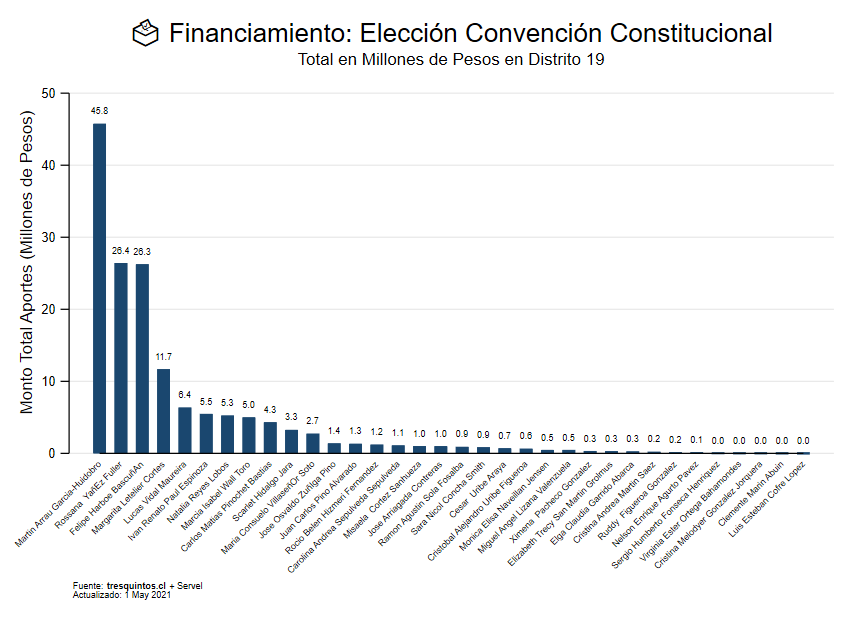 Financiamiento: Elección Convención Constitucional
Total en Millones de Pesos en Distrito 19
Monto Total Aportes (Millones de Pesos)
50
40
30
20
10
0
45.8
26.4
26.3
11.7
6.4
5.5
5.3
5.0
4.3
3.3
2.7
1.4
1.3
1.2
1.1
1.0
1.0
0.9
0.9
0.7
0.6
0.5
0.5
0.3
0.3
0.3
0.2
0.2
0.1
0.0
0.0
0.0
0.0
0.0
Martin Arrau Garcia-Huidobro
Rossana YarlEz Fuller
Felipe Harboe BascuñAn
Margarita Letelier Cortes
Lucas Vidal Maureira
Ivan Renato Paul Espinoza
Natalia Reyes Lobos
Marcia Isabel Wall Toro
Carlos Matias Pinochet Bastias
Scarlet Hidalgo Jara
Maria Consuelo VillaseñOr Soto
Jose Osvaldo Zuñiga Pino
Juan Carlos Pino Alvarado
Rocio Belen Hizmeri Fernandez
Carolina Andrea Sepulveda Sepulveda
Misaela Cortez Sanhueza
Jose Arriagada Contreras
Ramon Agustin Sola Fosalba
Sara Nicol Concha Smith
Cesar Uribe Araya
Cristobal Alejandro Uribe Figueroa
Monica Elisa Navellan Jensen
Miguel Angel Lizama Valenzuela
Ximena Pacheco Gonzalez
Elizabeth Trecy San Martin Grolmus
Elga Claudia Garrido Abarca
Cristina Andrea Martin Saez
Ruddy Figueroa Gonzalez
Nelson Enrique Agurto Pavez
Sergio Humberto Fonseca Henriquez
Virginia Ester Ortega Bahamondes
Cristina Melodyer Gonzalez Jorquera
Clemente Marin Abuin
Luis Esteban Cofre Lopez
Fuente: tresquintos.cl + Servel
Actualizado: 1 May 2021